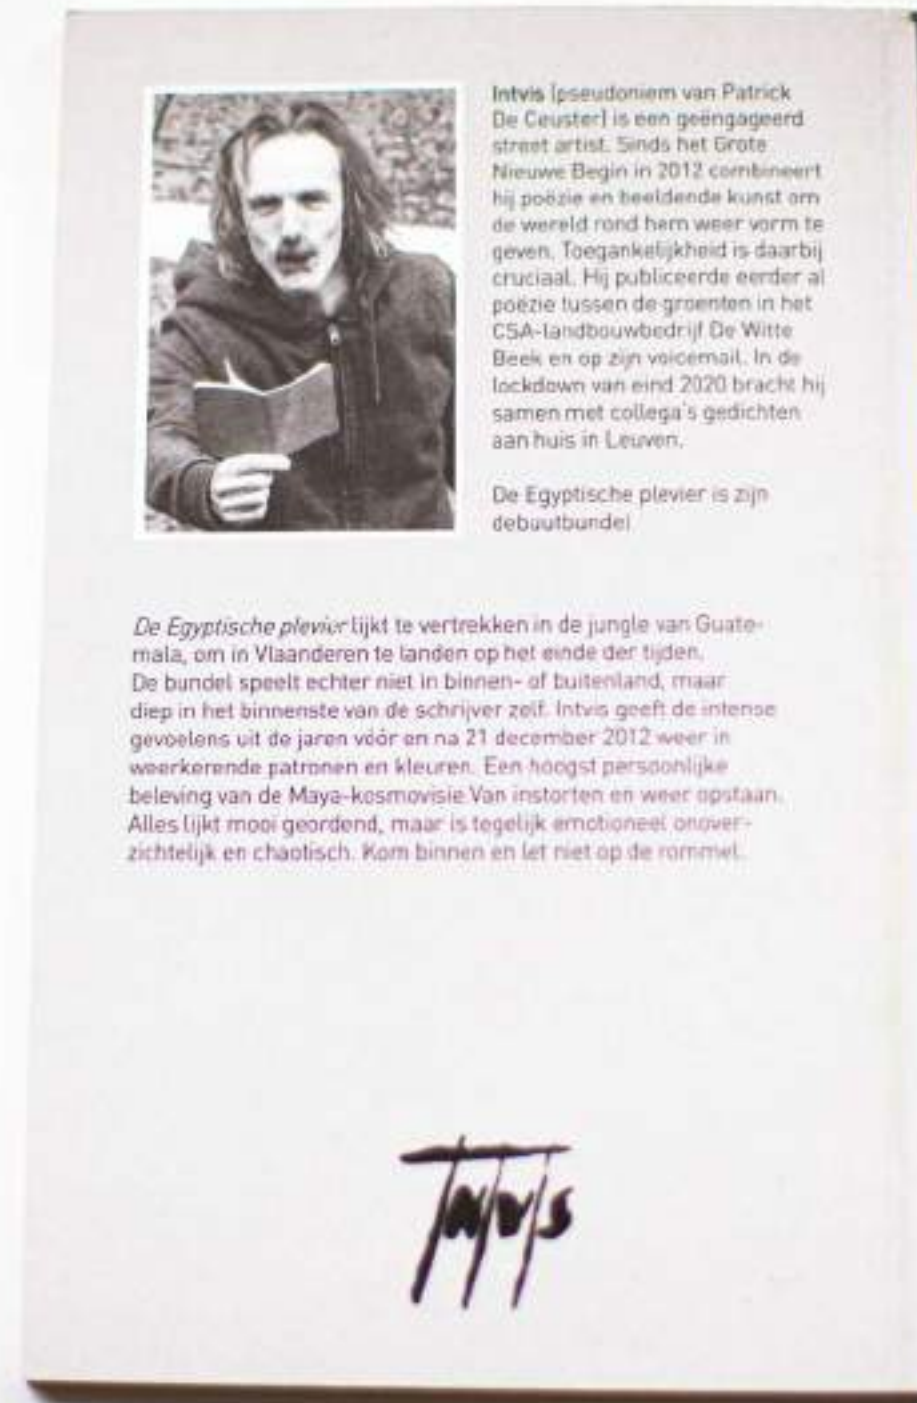 Intvis (pseudoniem van Patrick
De Ceuster) is een geëngageerd
street artist. Sinds het Grote
Nieuwe Begin in 2012 combineert
hij poëzie en beeldende kunst om
de wereld rond hem weer vorm te
geven. Toegankelijkheid is daarbij
cruciaal. Hij publiceerde eerder al
poëzie tussen de groenten in het
CSA-landbouwbedrijf De Witte
Beek en op zijn voicemail. In de
lockdown van eind 2020 bracht hij
samen met collega's gedichten
aan huis in Leuven.
De Egyptische plevier is zijn
debuutbundel
De Egyptische plevier lijkt te vertrekken in de jungle van Guate-
mala, om in Vlaanderen te landen op het einde der tijden.
De bundel speelt echter niet in binnen- of buitenland, maar
diep in het binnenste van de schrijver zelf. Intvis geeft de intense
gevoelens uit de jaren vóór en na 21 december 2012 weer in
weerkerende patronen en kleuren. Een hoogst persoonlijke
beleving van de Maya-kosmovisie Van instorten en weer opstaan.
Alles lijkt mooi geordend, maar is tegelijk emotioneel onover-
zichtelijk en chaotisch. Kom binnen en let niet op de rommel.
Intvis